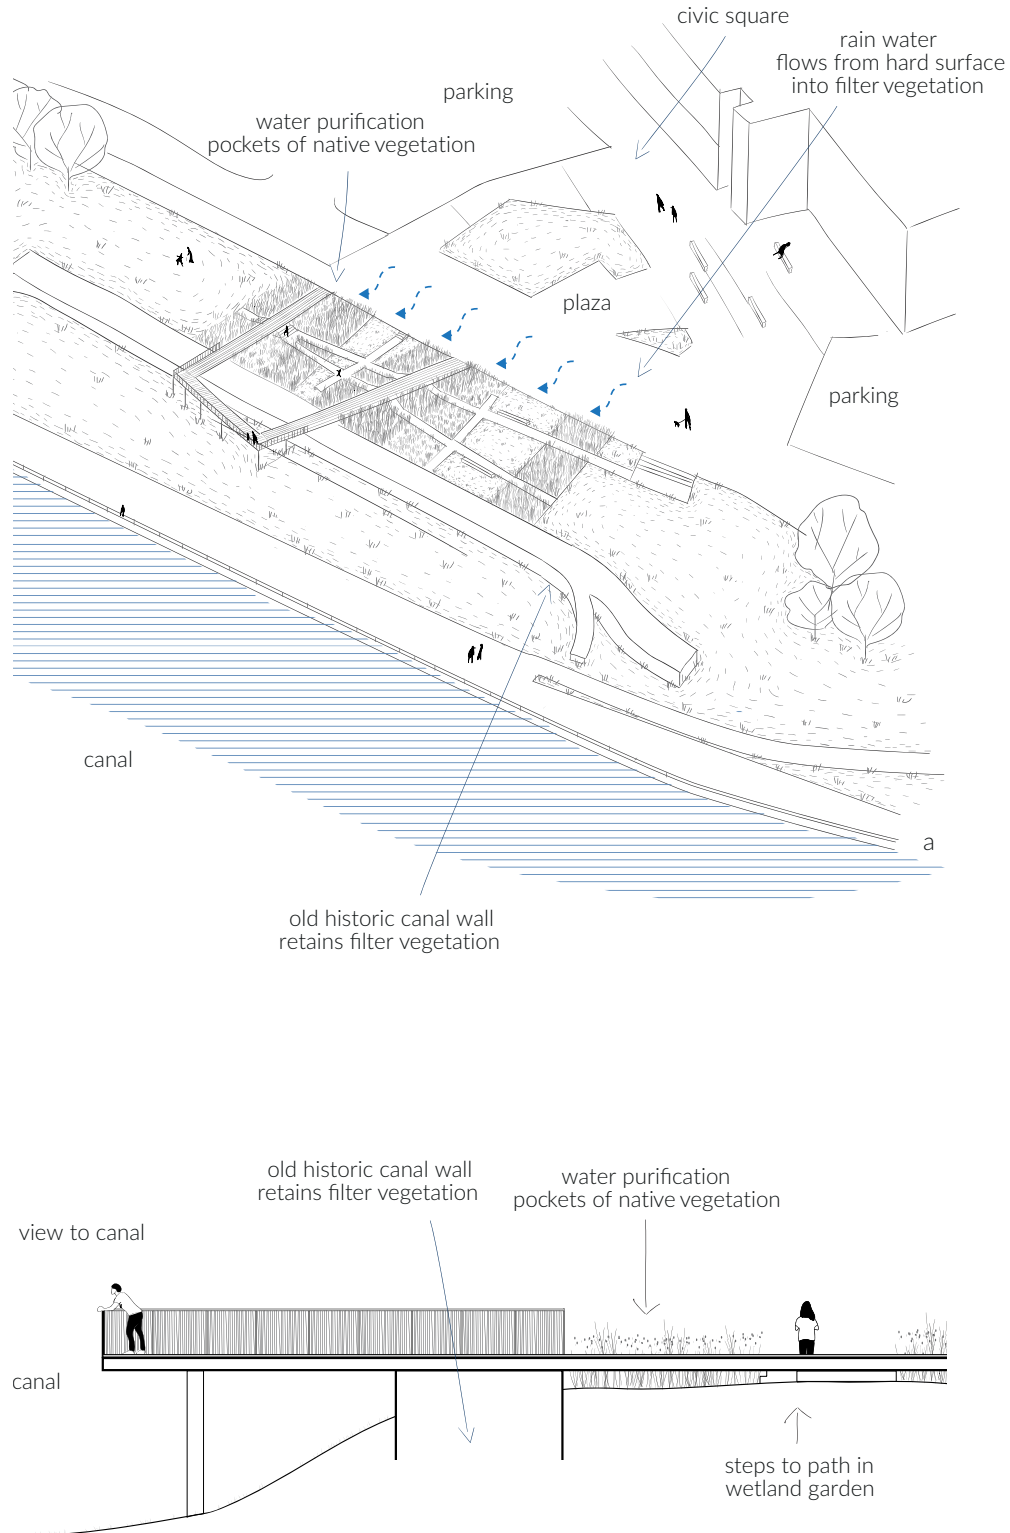 civic square
rain water
flows from hard surface
into filter vegetation
parking
water purification
pockets of native vegetation
plaza
parking
canal
a
old historic canal wall
retains filter vegetation
old historic canal wall
retains filter vegetation
water purification
pockets of native vegetation
view to canal
canal
steps to path in
wetland garden